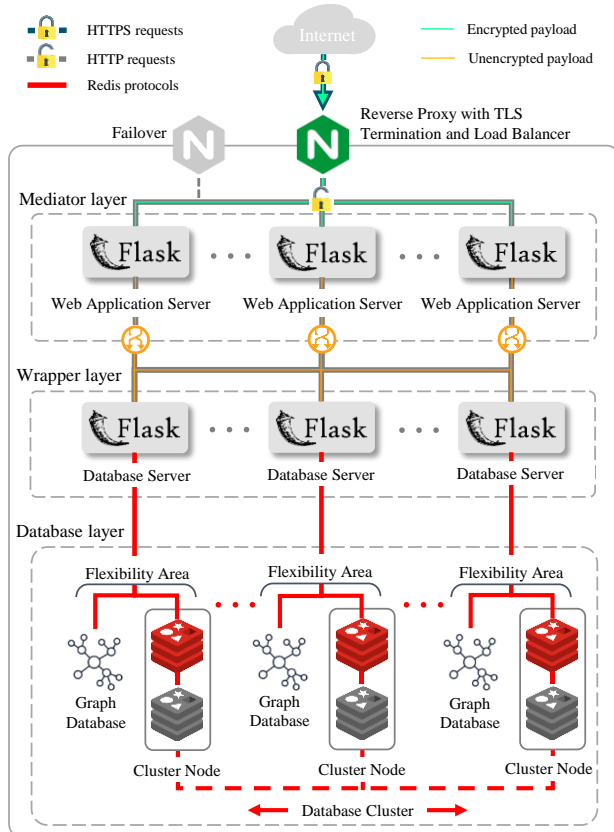 HTTPS requests
HTTP requests
Redis protocols
Internet
Encrypted payload
Unencrypted payload
Reverse Proxy with TLS
Termination and Load Balancer
Failover
N
N
Mediator layer
Flask
Flask
Flask
Web Application Server
Web Application Server
Web Application Server
Wrapper layer
Flask
Flask
Flask
Database Server
Database Server
Database Server
Database layer
Flexibility Area
Flexibility Area
Flexibility Area
Graph
Database
Graph
Database
Graph
Database
Cluster Node
Cluster Node
Cluster Node
Database Cluster